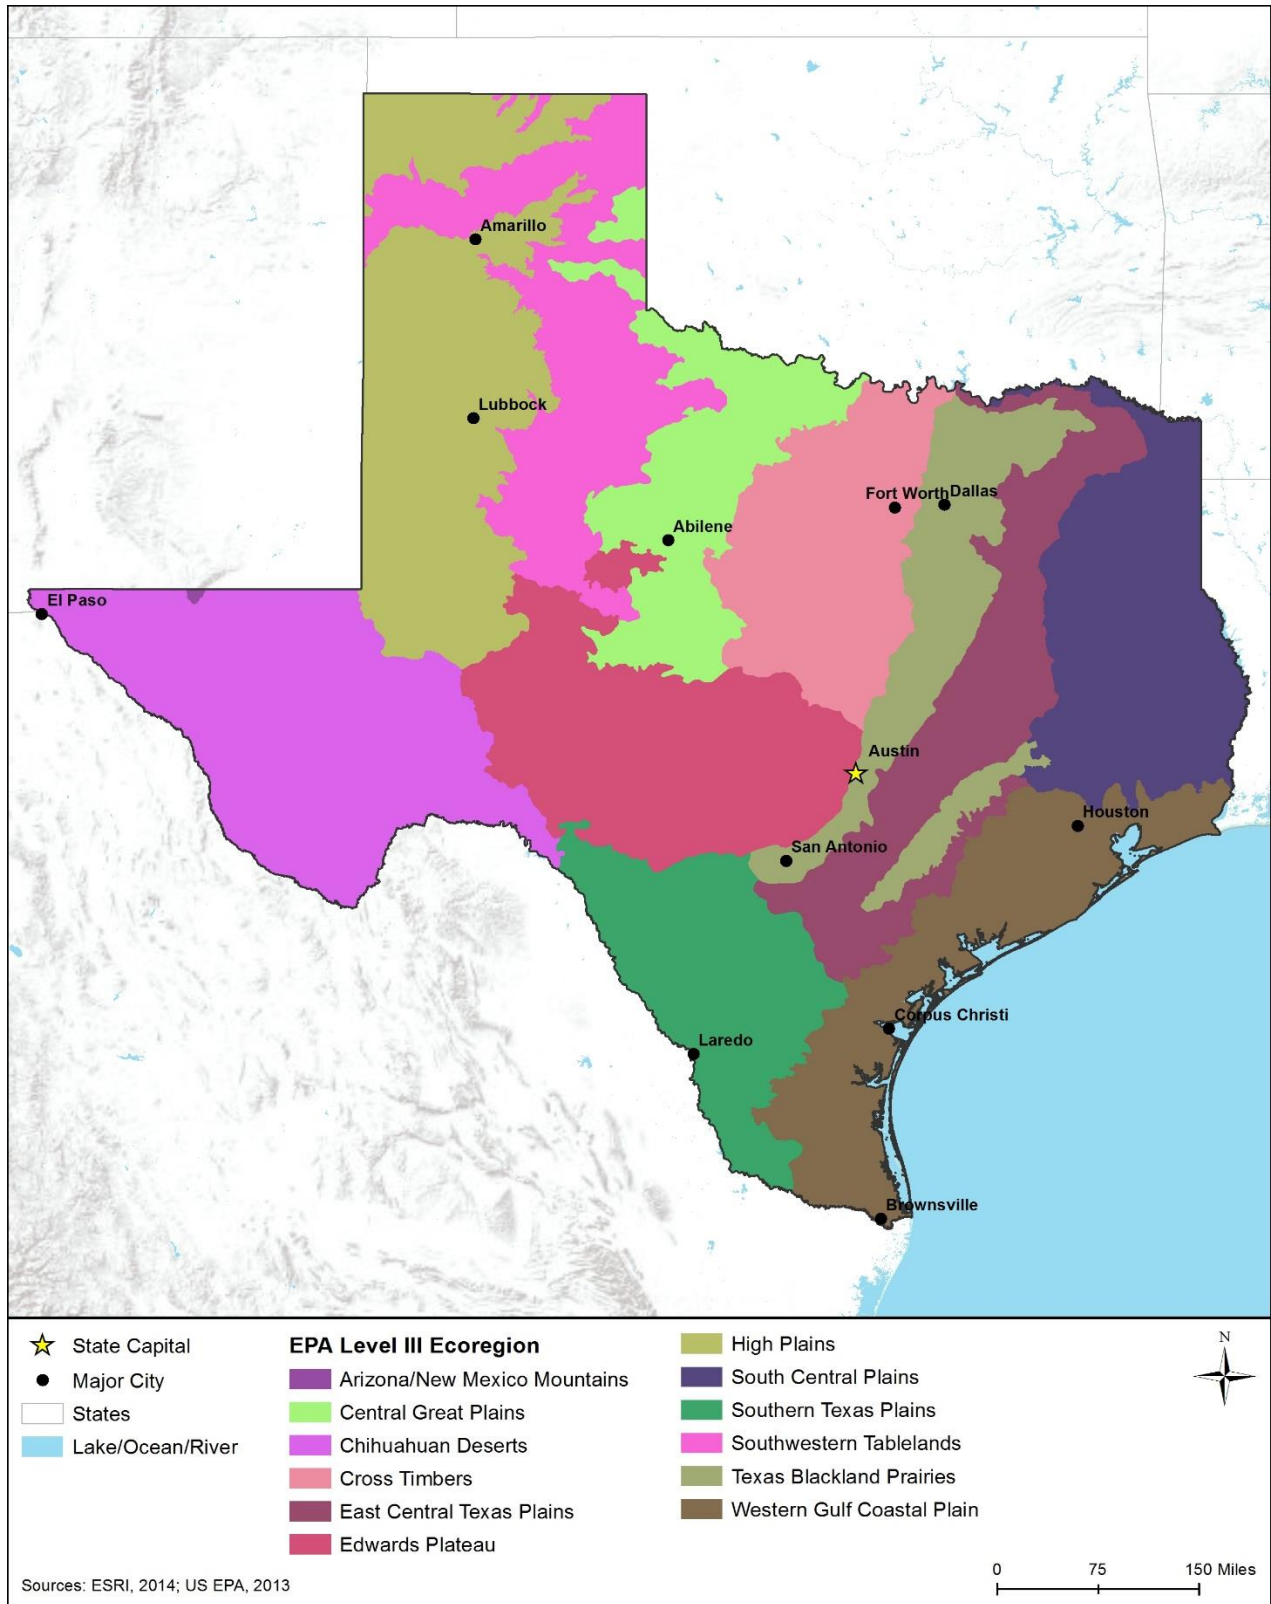 Amarillo
Lubbock
Fort Worth
Dallas
Abilene
El Paso
Austin
Houston
San Antonio
Corpus Christi
Laredo
Brownsville
State Capital
Major City
States
Lake/Ocean/River
EPA Level III Ecoregion
Arizona/New Mexico Mountains
Central Great Plains
Chihuahuan Deserts
Cross Timbers
East Central Texas Plains
Edwards Plateau
High Plains
South Central Plains
Southern Texas Plains
Southwestern Tablelands
Texas Blackland Prairies
Western Gulf Coastal Plain
N
0 75 150 Miles
Sources: ESRI, 2014; US EPA, 2013